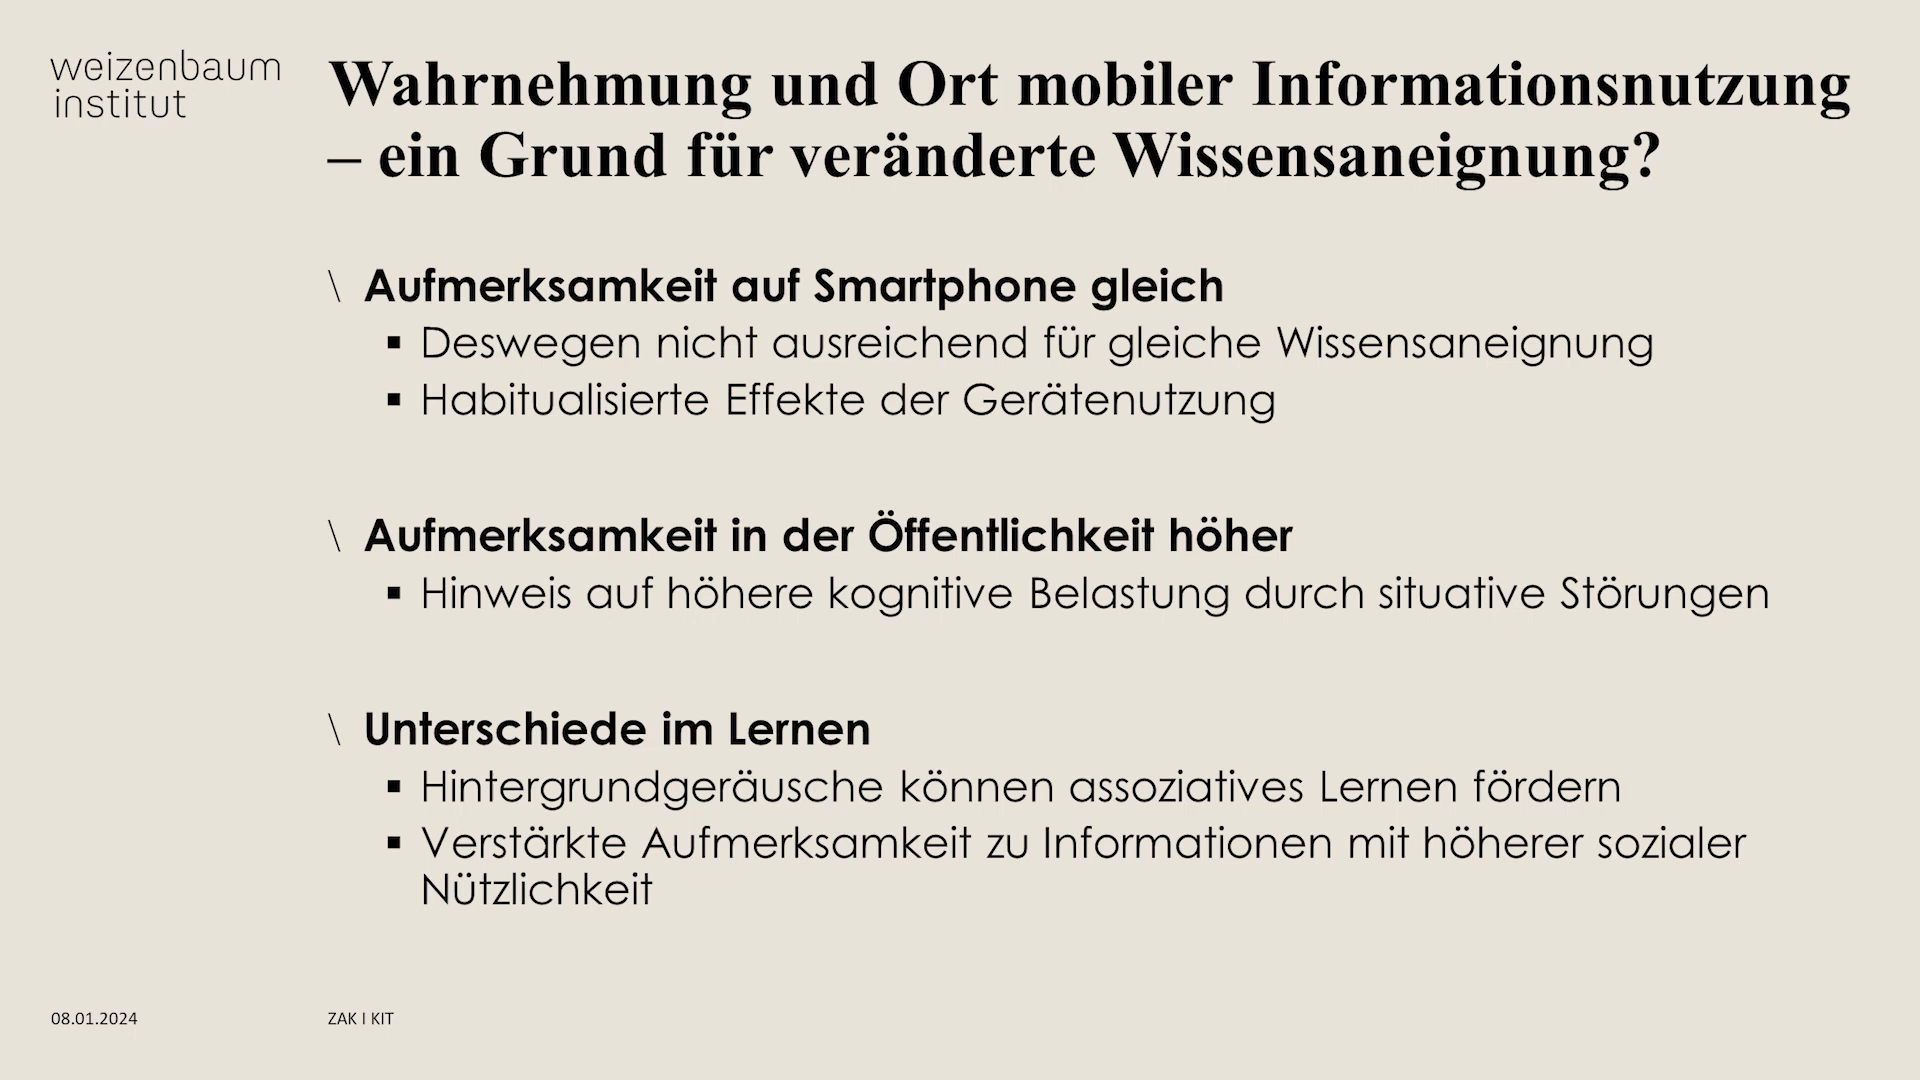 weizenbaum
institut
Wahrnehmung und Ort mobiler Informationsnutzung
– ein Grund für veränderte Wissensaneignung?
\ Aufmerksamkeit auf Smartphone gleich
▪ Deswegen nicht ausreichend für gleiche Wissensaneignung
▪ Habitualisierte Effekte der Gerätenutzung
\ Aufmerksamkeit in der Öffentlichkeit höher
▪ Hinweis auf höhere kognitive Belastung durch situative Störungen
\ Unterschiede im Lernen
▪ Hintergrundgeräusche können assoziatives Lernen fördern
▪ Verstärkte Aufmerksamkeit zu Informationen mit höherer sozialer
Nützlichkeit
08.01.2024
ZAK I KIT